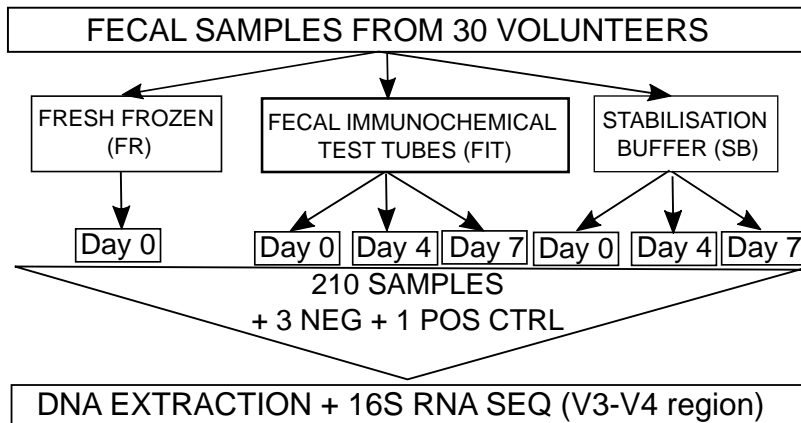 FECAL SAMPLES FROM 30 VOLUNTEERS
FRESH FROZEN
(FR)
FECAL IMMUNOCHEMICAL
TEST TUBES (FIT)
STABILISATION
BUFFER (SB)
Day 0
Day 0
Day 4
Day 7
Day 0
Day 4
Day 7
210 SAMPLES
+ 3 NEG + 1 POS CTRL
DNA EXTRACTION + 16S RNA SEQ (V3-V4 region)